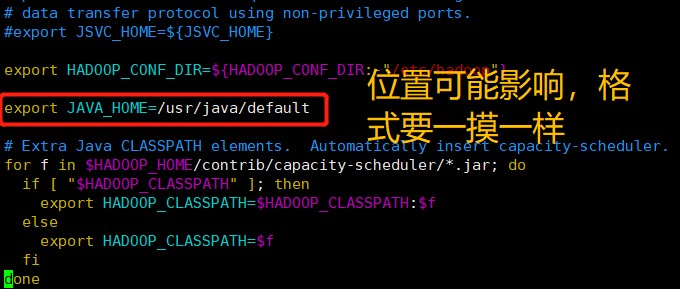 # data transfer protocol using non-privileged ports.
#export JSVC_HOME=${JSVC_HOME}
export HADOOP_CONF_DIR=${HADOOP_CONF_DIR:-"/etc/hadoop"}
位置可能影响，格
export JAVA_HOME=/usr/java/default
式要一摸一样
# Extra Java CLASSPATH elements.  Automatically insert capacity-scheduler.
for f in $HADOOP_HOME/contrib/capacity-scheduler/*.jar; do
  if [ "$HADOOP_CLASSPATH" ]; then
    export HADOOP_CLASSPATH=$HADOOP_CLASSPATH:$f
  else
    export HADOOP_CLASSPATH=$f
  fi
done